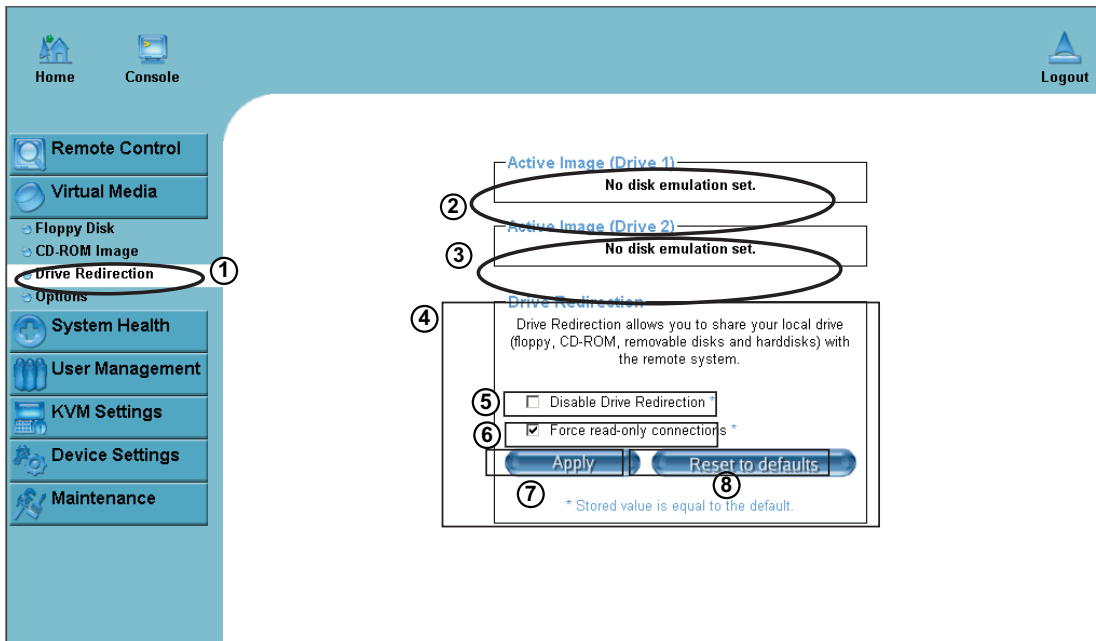 Home
Console
Logout
Remote Control
Virtual Media
Floppy Disk
CD-ROM Image
Drive Redirection
Options
System Health
User Management
KVM Settings
Device Settings
Maintenance
1
Active Image (Drive 1)
No disk emulation set.
2
Active Image (Drive 2)
No disk emulation set.
3
4
Drive Redirection
Drive Redirection allows you to share your local drive
(floppy, CD-ROM, removable disks and harddisks) with
the remote system.
5
Disable Drive Redirection *
6
Force read-only connections *
Apply
Reset to defaults
7
8
* Stored value is equal to the default.